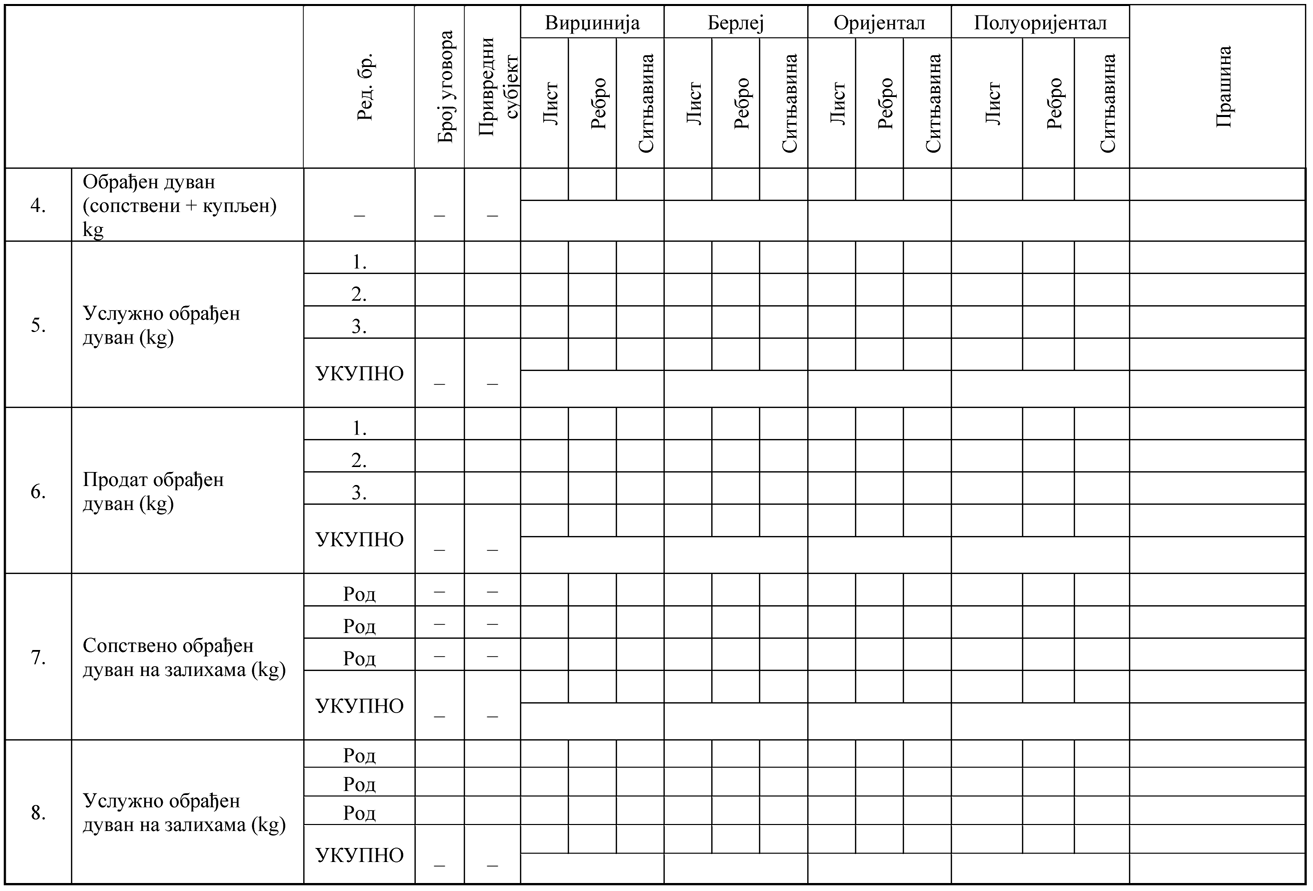 Ред. бр.
Број уговора
Привредни
субјект
Вирџинија
Берлеј
Оријентал
Полуоријентал
Прашина
Лист
Ребро
Ситњавина
Лист
Ребро
Ситњавина
Лист
Ребро
Ситњавина
Лист
Ребро
Ситњавина
4.
Обрађен дуван
(сопствени + купљен)
kg
–
–
–
5.
Услужно обрађен
дуван (kg)
1.
2.
3.
УКУПНО
–
–
6.
Продат обрађен
дуван (kg)
1.
2.
3.
УКУПНО
–
–
7.
Сопствено обрађен
дуван на залихама (kg)
Род – –
Род – –
Род – –
УКУПНО
–
–
8.
Услужно обрађен
дуван на залихама (kg)
Род
Род
Род
УКУПНО
–
–